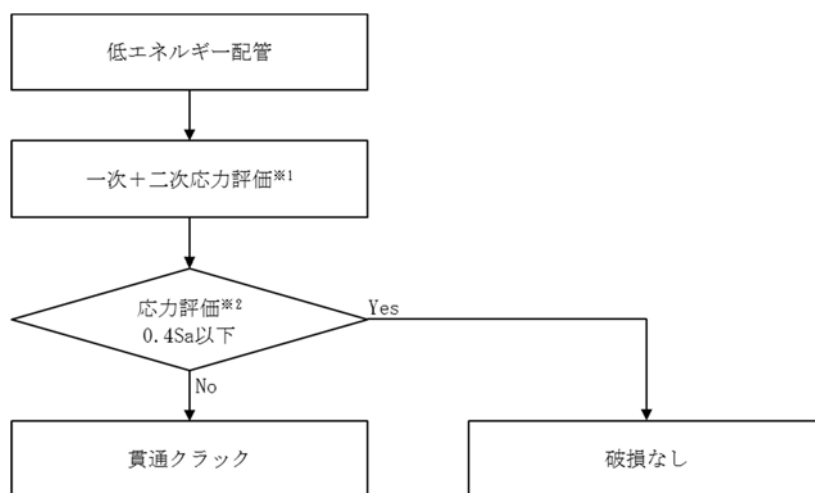 低エネルギー配管
一次＋二次応力評価※1
応力評価※2
0.4Sa以下
Yes
No
貫通クラック
破損なし